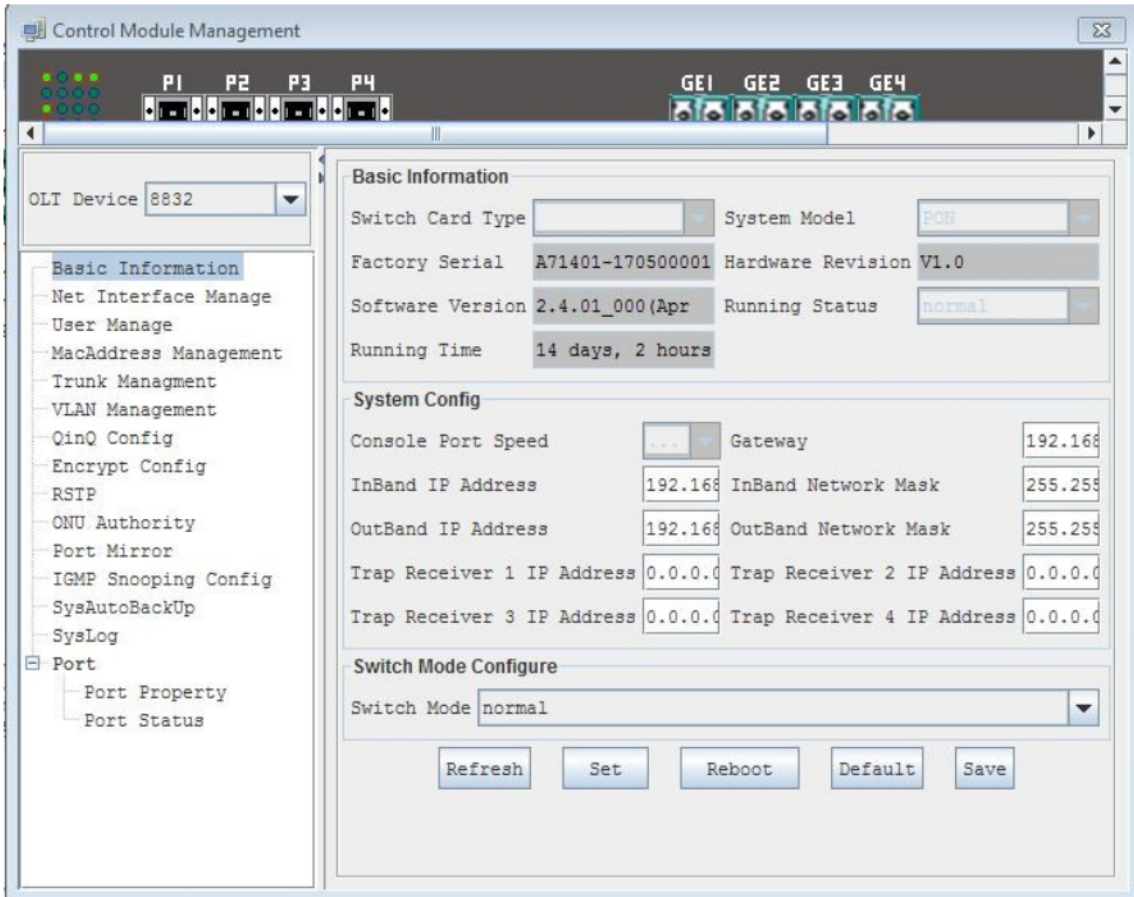 Control Module Management
P1 P2 P3 P4 GE1 GE2 GE3 GE4
OLT Device 8832
Basic Information
Net Interface Manage
User Manage
MacAddress Management
Trunk Managment
VLAN Management
QinQ Config
Encrypt Config
RSTP
ONU Authority
Port Mirror
IGMP Snooping Config
SysAutoBackUp
SysLog
Port
Port Property
Port Status
Basic Information
Switch Card Type System Model PON
Factory Serial A71401-170500001 Hardware Revision V1.0
Software Version 2.4.01_000(Apr Running Status normal
Running Time 14 days, 2 hours
System Config
Console Port Speed ... Gateway 192.168
InBand IP Address 192.168 InBand Network Mask 255.255
OutBand IP Address 192.168 OutBand Network Mask 255.255
Trap Receiver 1 IP Address 0.0.0.0 Trap Receiver 2 IP Address 0.0.0.0
Trap Receiver 3 IP Address 0.0.0.0 Trap Receiver 4 IP Address 0.0.0.0
Switch Mode Configure
Switch Mode normal
Refresh Set Reboot Default Save